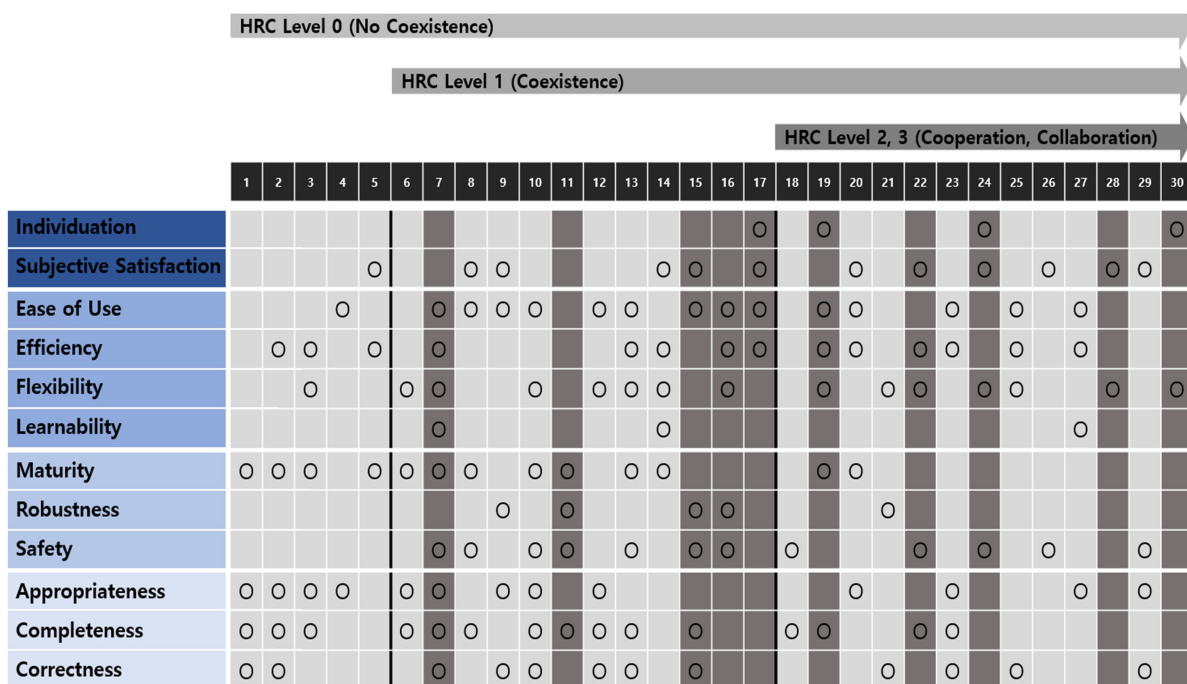 HRC Level 0 (No Coexistence)
HRC Level 1 (Coexistence)
HRC Level 2, 3 (Cooperation, Collaboration)
1 2 3 4 5 6 7 8 9 10 11 12 13 14 15 16 17 18 19 20 21 22 23 24 25 26 27 28 29 30
Individuation O O O O
Subjective Satisfaction O O O O O O O O O O O O
Ease of Use O O O O O O O O O O O O O O O
Efficiency O O O O O O O O O O O O O O
Flexibility O O O O O O O O O O O O O O O
Learnability O O O
Maturity O O O O O O O O O O O O O
Robustness O O O O O
Safety O O O O O O O O O O O O
Appropriateness O O O O O O O O O O O O O
Completeness O O O O O O O O O O O O O O O
Correctness O O O O O O O O O O O O